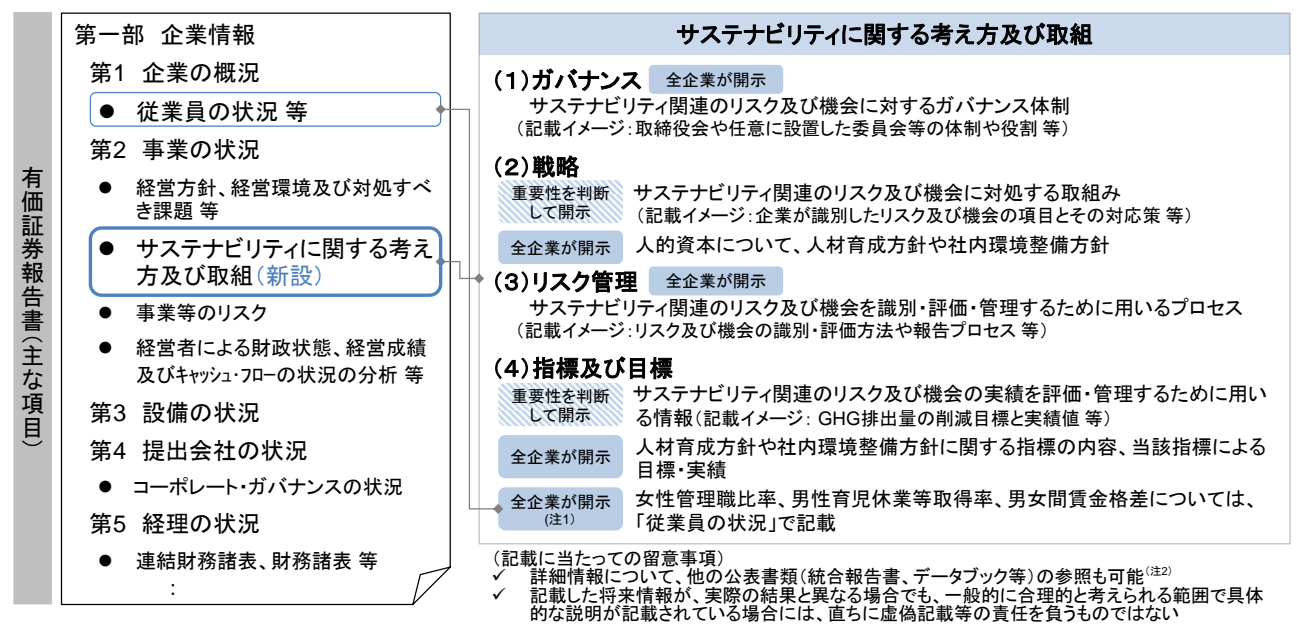 有価証券報告書(主な項目)
第一部 企業情報
第1 企業の概況
● 従業員の状況 等
第2 事業の状況
● 経営方針、経営環境及び対処すべ
き課題 等
● サステナビリティに関する考え
方及び取組(新設)
● 事業等のリスク
● 経営者による財政状態、経営成績
及びキャッシュ・フローの状況の分析 等
第3 設備の状況
第4 提出会社の状況
● コーポレート・ガバナンスの状況
第5 経理の状況
● 連結財務諸表、財務諸表 等
:
サステナビリティに関する考え方及び取組
(1)ガバナンス 全企業が開示
サステナビリティ関連のリスク及び機会に対するガバナンス体制
(記載イメージ:取締役会や任意に設置した委員会等の体制や役割 等)
(2)戦略
重要性を判断
して開示
サステナビリティ関連のリスク及び機会に対処する取組み
(記載イメージ:企業が識別したリスク及び機会の項目とその対応策 等)
全企業が開示 人的資本について、人材育成方針や社内環境整備方針
(3)リスク管理 全企業が開示
サステナビリティ関連のリスク及び機会を識別・評価・管理するために用いるプロセス
(記載イメージ:リスク及び機会の識別・評価方法や報告プロセス 等)
(4)指標及び目標
重要性を判断
して開示
サステナビリティ関連のリスク及び機会の実績を評価・管理するために用い
る情報(記載イメージ: GHG排出量の削減目標と実績値 等)
全企業が開示
人材育成方針や社内環境整備方針に関する指標の内容、当該指標による
目標・実績
全企業が開示
(注1)
女性管理職比率、男性育児休業等取得率、男女間賃金格差については、
「従業員の状況」で記載
(記載に当たっての留意事項)
✓ 詳細情報について、他の公表書類(統合報告書、データブック等)の参照も可能(注2)
✓ 記載した将来情報が、実際の結果と異なる場合でも、一般的に合理的と考えられる範囲で具体
的な説明が記載されている場合には、直ちに虚偽記載等の責任を負うものではない